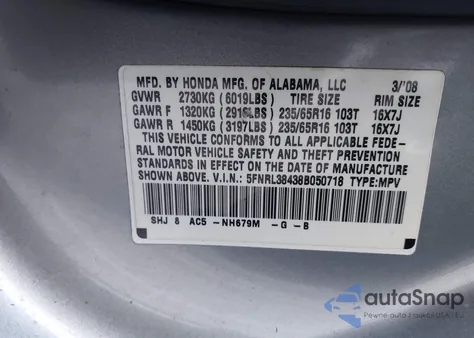 MFD. BY HONDA MFG. OF ALABAMA, LLC 3/'08
GVWR 2730KG (6019LBS) TIRE SIZE RIM SIZE
GAWR F 1320KG (2910LBS) 235/65R16 103T 16X7J
GAWR R 1450KG (3197LBS) 235/65R16 103T 16X7J
THIS VEHICLE CONFORMS TO ALL APPLICABLE FEDE-
RAL MOTOR VEHICLE SAFETY AND THEFT PREVENTION
STANDARDS IN EFFECT ON THE DATE OF MANUFACTURE
SHOWN ABOVE. V.I.N.: 5FNRL38438B050718 TYPE:MPV
SHJ 8 AC5 -NH679M -G -B
autoSnap
Pewne auto z